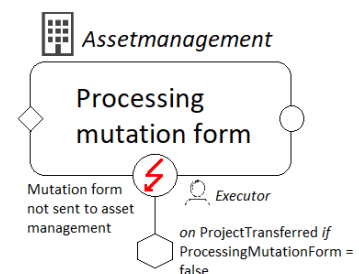 Assetmanagement
Processing
mutation form
Mutation form
not sent to asset
management
Executor
on ProjectTransferred if
ProcessingMutationForm =
false